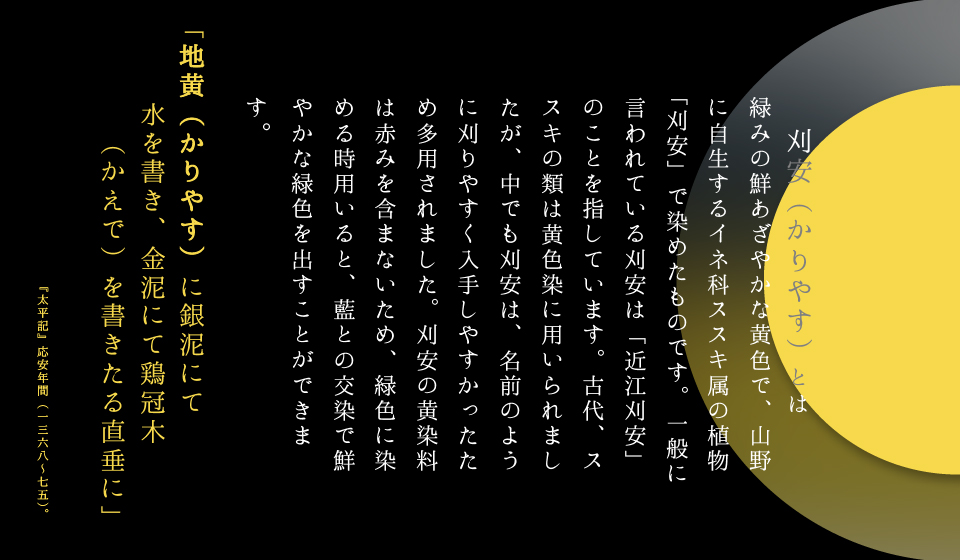 刈安（かりやす）とは
緑みの鮮あざやかな黄色で、山野
に自生するイネ科ススキ属の植物
「刈安」で染めたものです。一般に
言われている刈安は「近江刈安」
のことを指しています。古代、ス
スキの類は黄色染に用いられまし
たが、中でも刈安は、名前のよう
に刈りやすく入手しやすかったた
め多用されました。刈安の黄染料
は赤みを含まないため、緑色に染
める時用いると、藍との交染で鮮
やかな緑色を出すことができま
す。
「地黄（かりやす）に銀泥にて
水を書き、金泥にて鶏冠木
（かえで）を書きたる直垂に」
『太平記』応安年間（一三六八～七五）。